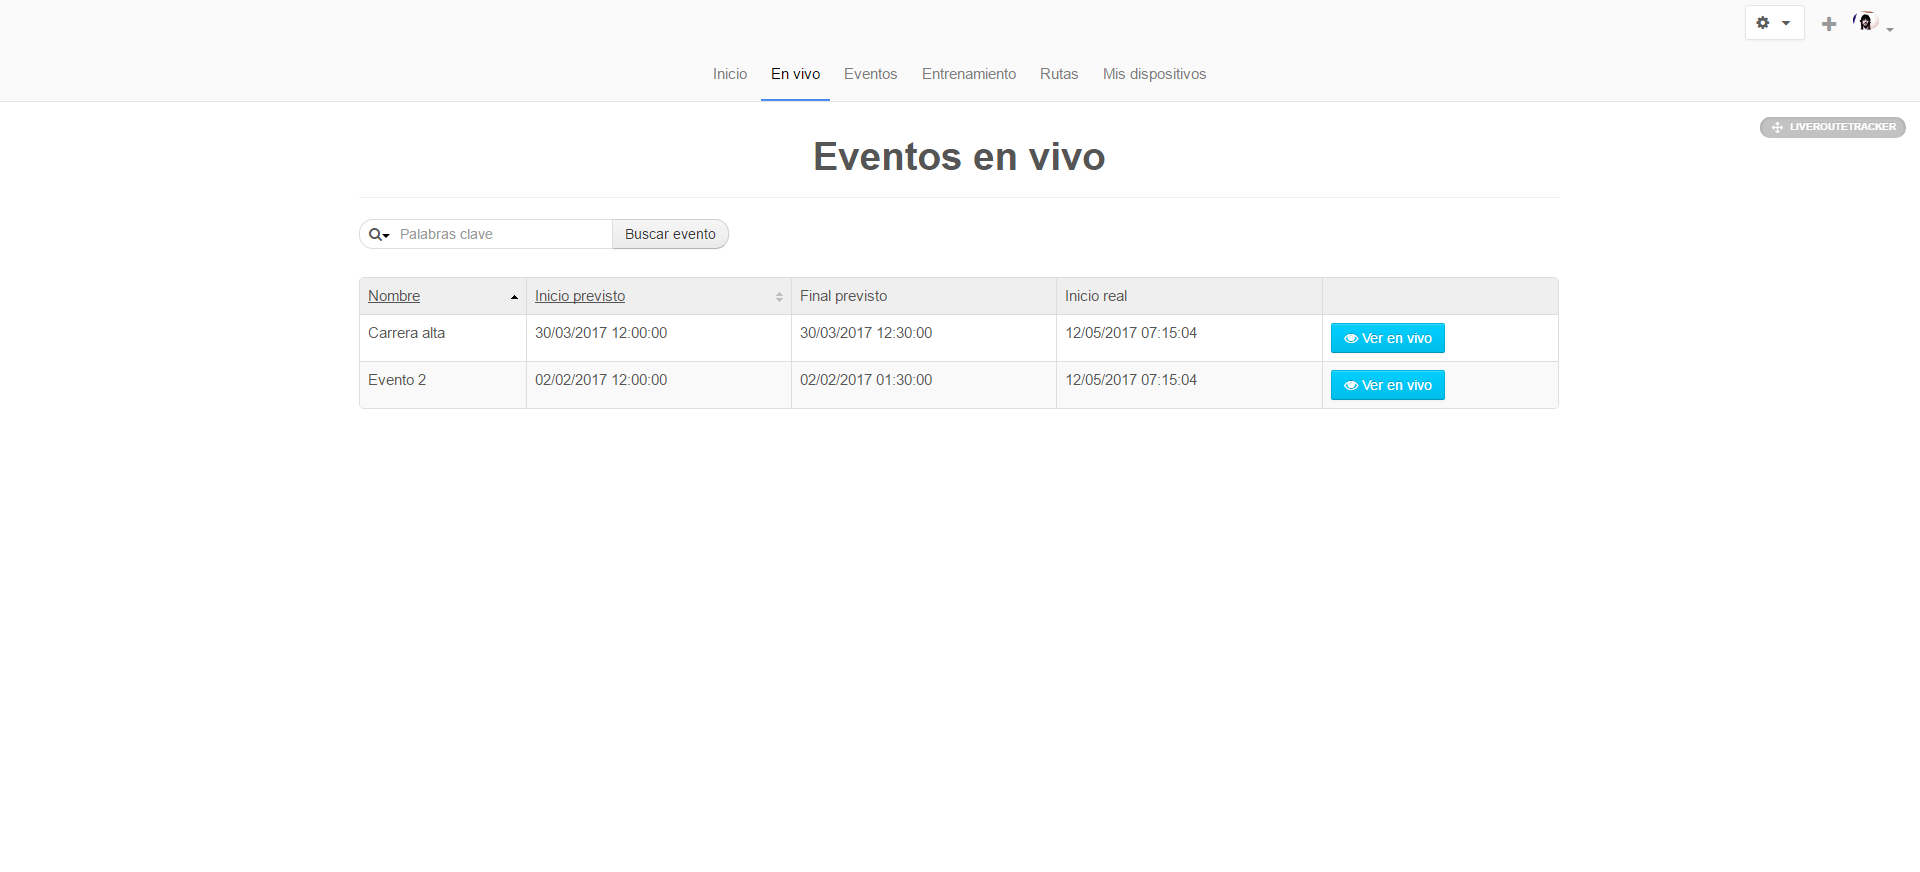 Inicio En vivo Eventos Entrenamiento Rutas Mis dispositivos
LIVEROUTETRACKER
Eventos en vivo
Palabras clave Buscar evento
Nombre Inicio previsto Final previsto Inicio real
Carrera alta 30/03/2017 12:00:00 30/03/2017 12:30:00 12/05/2017 07:15:04 Ver en vivo
Evento 2 02/02/2017 12:00:00 02/02/2017 01:30:00 12/05/2017 07:15:04 Ver en vivo